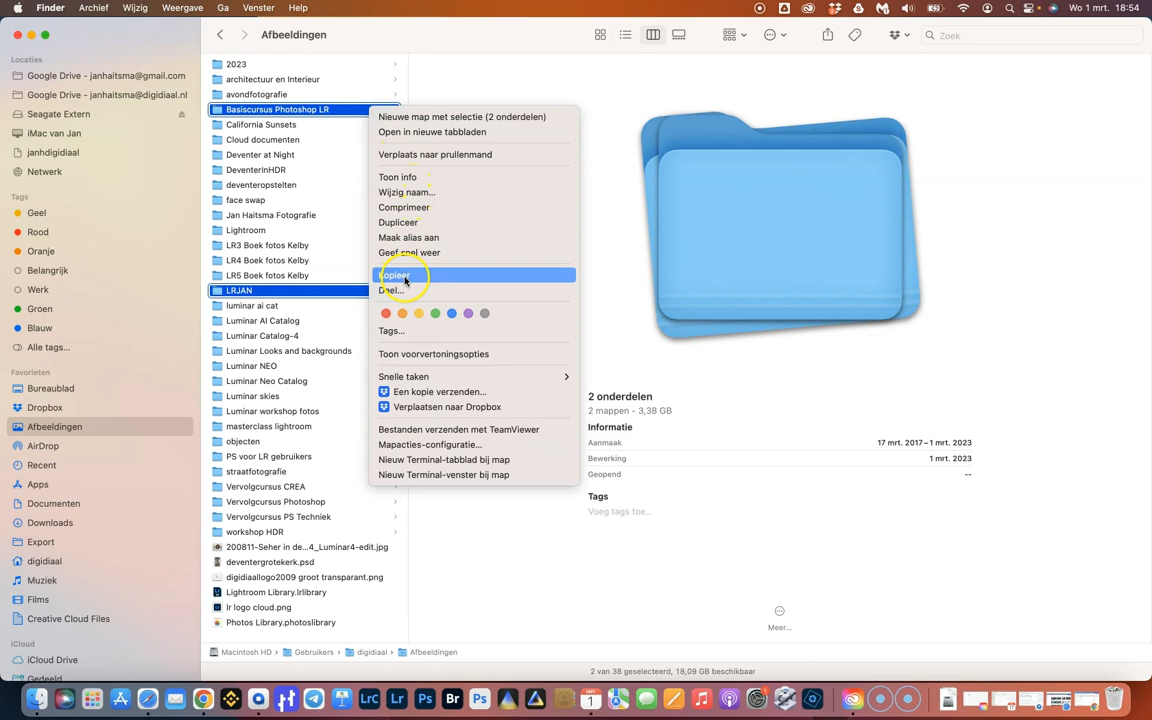 Finder Archief Wijzig Weergave Ga Venster Help Wo 1 mrt. 18:54
Afbeeldingen Zoek
Locaties
Google Drive - janhaitsma@gmail.com
Google Drive - janhaitsma@digidiaal.nl
Seagate Extern
iMac van Jan
janhdigidiaal
Netwerk
Tags
Geel
Rood
Oranje
Belangrijk
Werk
Groen
Blauw
Alle tags...
Favorieten
Bureaublad
Dropbox
Afbeeldingen
AirDrop
Recent
Apps
Documenten
Downloads
Export
digidiaal
Muziek
Films
Creative Cloud Files
iCloud
iCloud Drive
Gedeeld
2023
architectuur en Interieur
avondfotografie
Basiscursus Photoshop LR
California Sunsets
Cloud documenten
Deventer at Night
DeventerInHDR
deventeropstelten
face swap
Jan Haitsma Fotografie
Lightroom
LR3 Boek fotos Kelby
LR4 Boek fotos Kelby
LR5 Boek fotos Kelby
LRJAN
luminar ai cat
Luminar AI Catalog
Luminar Catalog-4
Luminar Looks and backgrounds
Luminar NEO
Luminar Neo Catalog
Luminar skies
Luminar workshop fotos
masterclass lightroom
objecten
PS voor LR gebruikers
straatfotografie
Vervolgcursus CREA
Vervolgcursus Photoshop
Vervolgcursus PS Techniek
workshop HDR
200811-Seher in de...4_Luminar4-edit.jpg
deventergrotekerk.psd
digidiaallogo2009 groot transparant.png
Lightroom Library.lrlibrary
lr logo cloud.png
Photos Library.photoslibrary
Nieuwe map met selectie (2 onderdelen)
Open in nieuwe tabbladen
Verplaats naar prullenmand
Toon info
Wijzig naam...
Comprimeer
Dupliceer
Maak alias aan
Geef snel weer
Kopieer
Deel...
Tags...
Toon voorvertoningsopties
Snelle taken
Een kopie verzenden...
Verplaatsen naar Dropbox
Bestanden verzenden met TeamViewer
Mapacties-configuratie...
Nieuw Terminal-tabblad bij map
Nieuw Terminal-venster bij map
2 onderdelen
2 mappen - 3,38 GB
Informatie
Aanmaak 17 mrt. 2017 – 1 mrt. 2023
Bewerking 1 mrt. 2023
Geopend --
Tags
Voeg tags toe...
Meer...
Macintosh HD › Gebruikers › digidiaal › Afbeeldingen
2 van 38 geselecteerd, 18,09 GB beschikbaar
LrC Lr Ps Br Ps